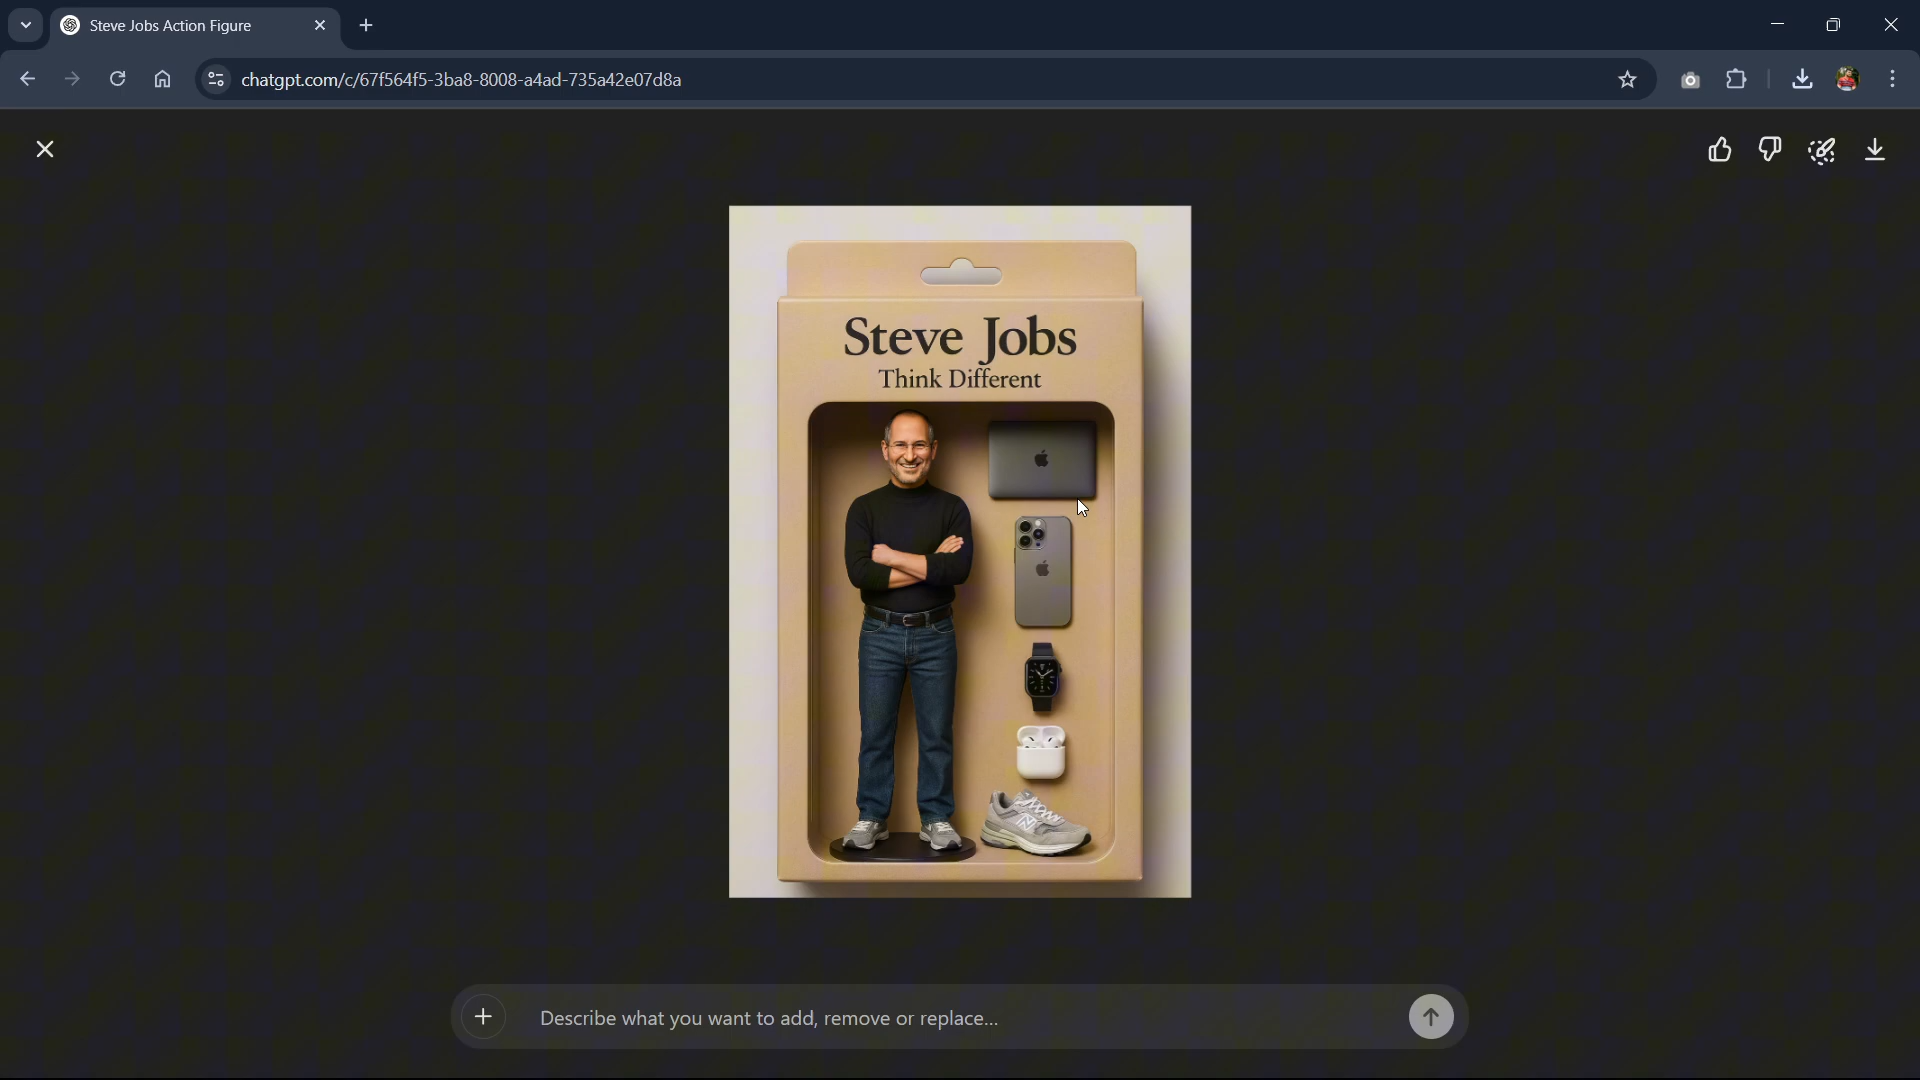 Steve Jobs Action Figure
chatgpt.com/c/67f564f5-3ba8-8008-a4ad-735a42e07d8a
Steve Jobs
Think Different
N
Describe what you want to add, remove or replace...